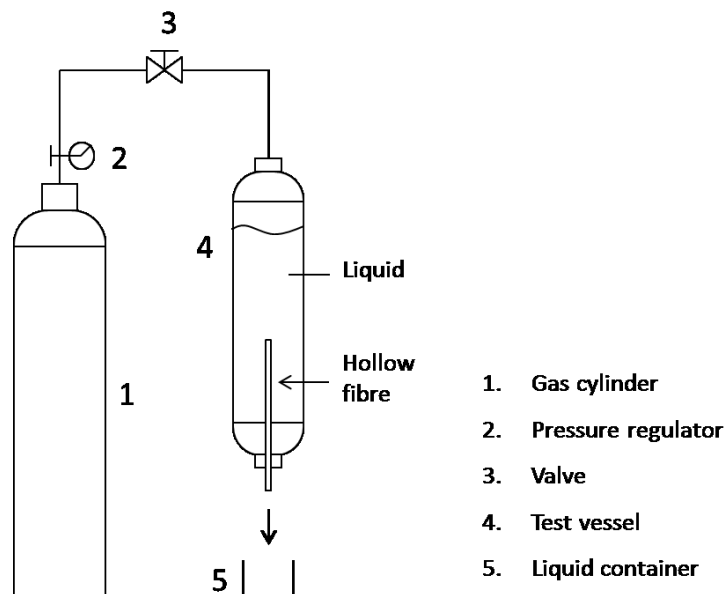 3
2
4
Liquid
Hollow
fibre
1
5
1. Gas cylinder
2. Pressure regulator
3. Valve
4. Test vessel
5. Liquid container